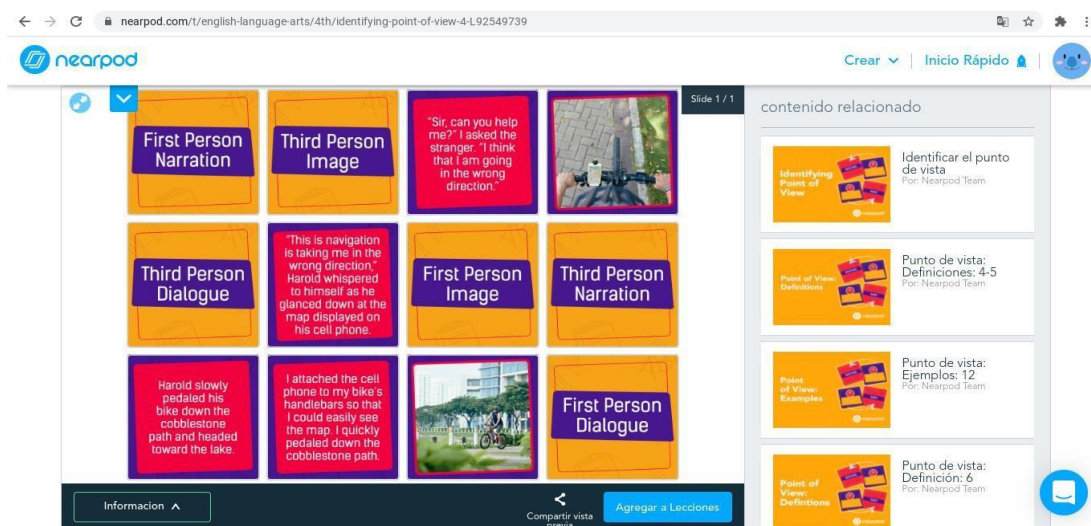 nearpod.com/t/english-language-arts/4th/identifying-point-of-view-4-L92549739
nearpod
Crear
Inicio Rápido
Slide 1 / 1
First Person
Narration
Third Person
Image
"Sir, can you help
me?" I asked the
stranger. "I think
that I am going
in the wrong
direction."
Third Person
Dialogue
"This is navigation
is taking me in the
wrong direction,"
Harold whispered
to himself as he
glanced down at the
map displayed on
his cell phone.
First Person
Image
Third Person
Narration
Harold slowly
pedaled his
bike down the
cobblestone
path and headed
toward the lake.
I attached the cell
phone to my bike's
handlebars so that
I could easily see
the map. I quickly
pedaled down the
cobblestone path.
First Person
Dialogue
Informacion
Compartir vista
previa
Agregar a Lecciones
contenido relacionado
Identifying
Point of
View
nearpod
Identificar el punto
de vista
Por: Nearpod Team
Point of View:
Definitions
nearpod
Punto de vista:
Definiciones: 4-5
Por: Nearpod Team
Point
of View:
Examples
nearpod
Punto de vista:
Ejemplos: 12
Por: Nearpod Team
Point of
View:
Definitions
Punto de vista:
Definición: 6
Por: Nearpod Team